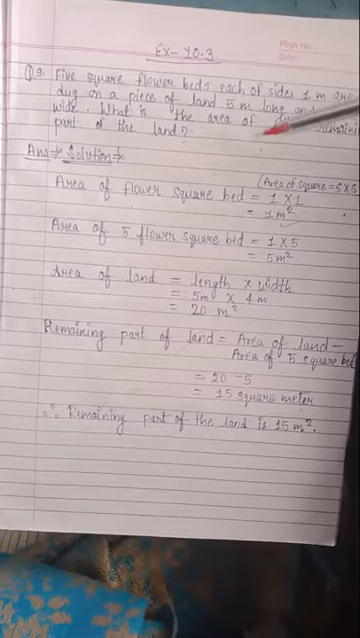 Page No.
Date:
Ex- 10.3
Q9. Five square flower beds each of sides 1 m are
dug on a piece of land 5 m long and
wide. What is the area of remaini
part of the land?
Ans→ Solution→
(Area of square = S×S
Area of flower square bed = 1 X 1
= 1m²
Area of 5 flower square bed = 1 X 5
= 5m²
Area of land = length × width
= 5m × 4 m
= 20 m²
Remaining part of land = Area of land —
Area of 5 square bed
= 20 -5
= 15 square meter
∴ Remaining part of the land is 15 m².